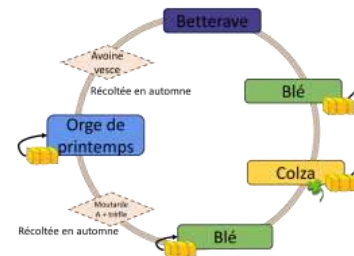 Betterave
Avoine
vesce
Récoltée en automne
Blé
Orge de
printemps
Colza
Moutarde
A + trèfle
Récoltée en automne
Blé